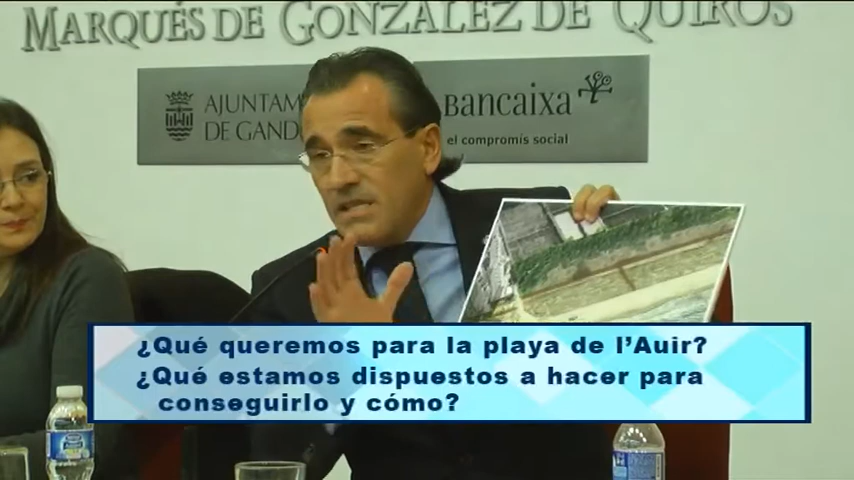 MARQUÉS DE GONZÁLEZ DE QUIRÓS
AJUNTAM
DE GAND
BANCAIXA
el compromís social
¿Qué queremos para la playa de l'Auir?
¿Qué estamos dispuestos a hacer para
conseguirlo y cómo?